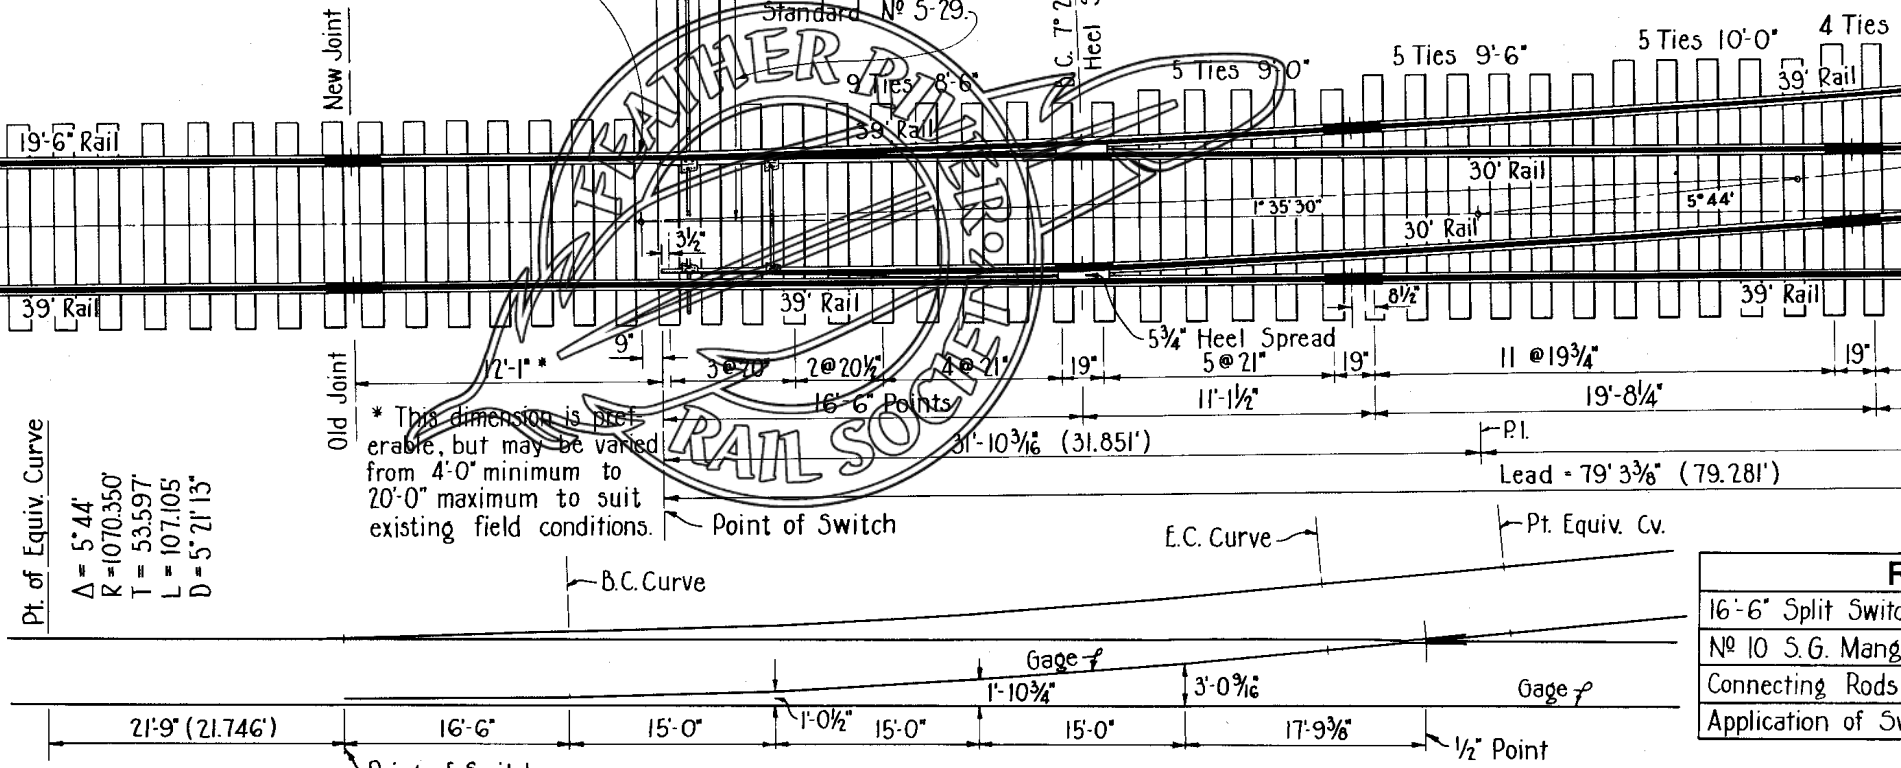 Standard Nº 5-29.
New Joint
C. 7° 2
Heel S
9 Ties 8'-6"
5 Ties 9'-0"
5 Ties 9'-6"
5 Ties 10'-0"
4 Ties
19'-6" Rail
39' Rail
39' Rail
30' Rail
1° 35' 30"
5° 44'
3½"
30' Rail
39' Rail
39' Rail
39' Rail
8½"
FEATHER RIVER
RAIL SOCIETY
5¾" Heel Spread
9"
12'-1" *
3 @ 20"
2 @ 20½"
4 @ 21"
19"
5 @ 21"
19"
11 @ 19¾"
19"
16'-6" Points
11'-1½"
19'-8¼"
Old Joint
* This dimension is pref-
erable, but may be varied
from 4'-0" minimum to
20'-0" maximum to suit
existing field conditions.
31'-10 3/16" (31.851')
P.I.
Lead = 79' 3⅜" (79.281')
Point of Switch
Pt. of Equiv. Curve
Δ = 5° 44'
R = 1070.350'
T = 53.597'
L = 107.105'
D = 5° 21' 13"
B.C. Curve
E.C. Curve
Pt. Equiv. Cv.
16'-6" Split Switc
Nº 10 S.G. Mang
Connecting Rods
Application of Sw
Gage
1'-0½"
1'-10¾"
3'-0 9/16"
Gage
21'-9" (21.746')
16'-6"
15'-0"
15'-0"
15'-0"
17'-9⅜"
½" Point